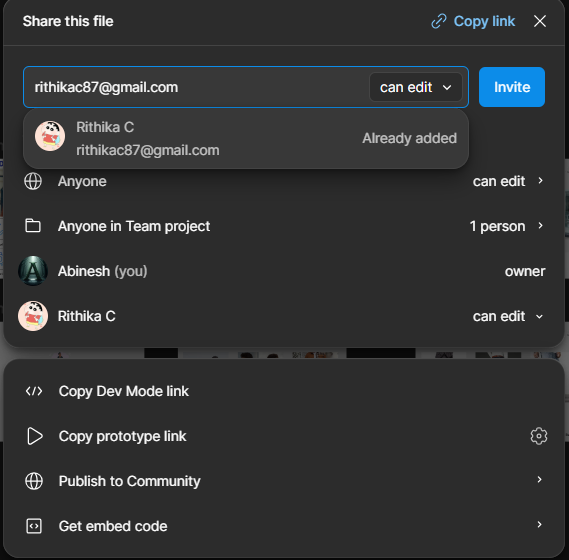 Share this file
Copy link
rithikac87@gmail.com can edit
Invite
Rithika C
rithikac87@gmail.com
Already added
Anyone can edit
Anyone in Team project 1 person
Abinesh (you) owner
Rithika C can edit
Copy Dev Mode link
Copy prototype link
Publish to Community
Get embed code